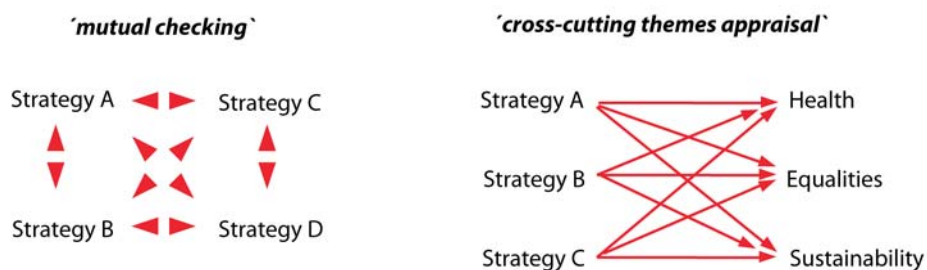 ´mutual checking`
Strategy A
Strategy C
Strategy B
Strategy D
´cross-cutting themes appraisal`
Strategy A
Health
Strategy B
Equalities
Strategy C
Sustainability